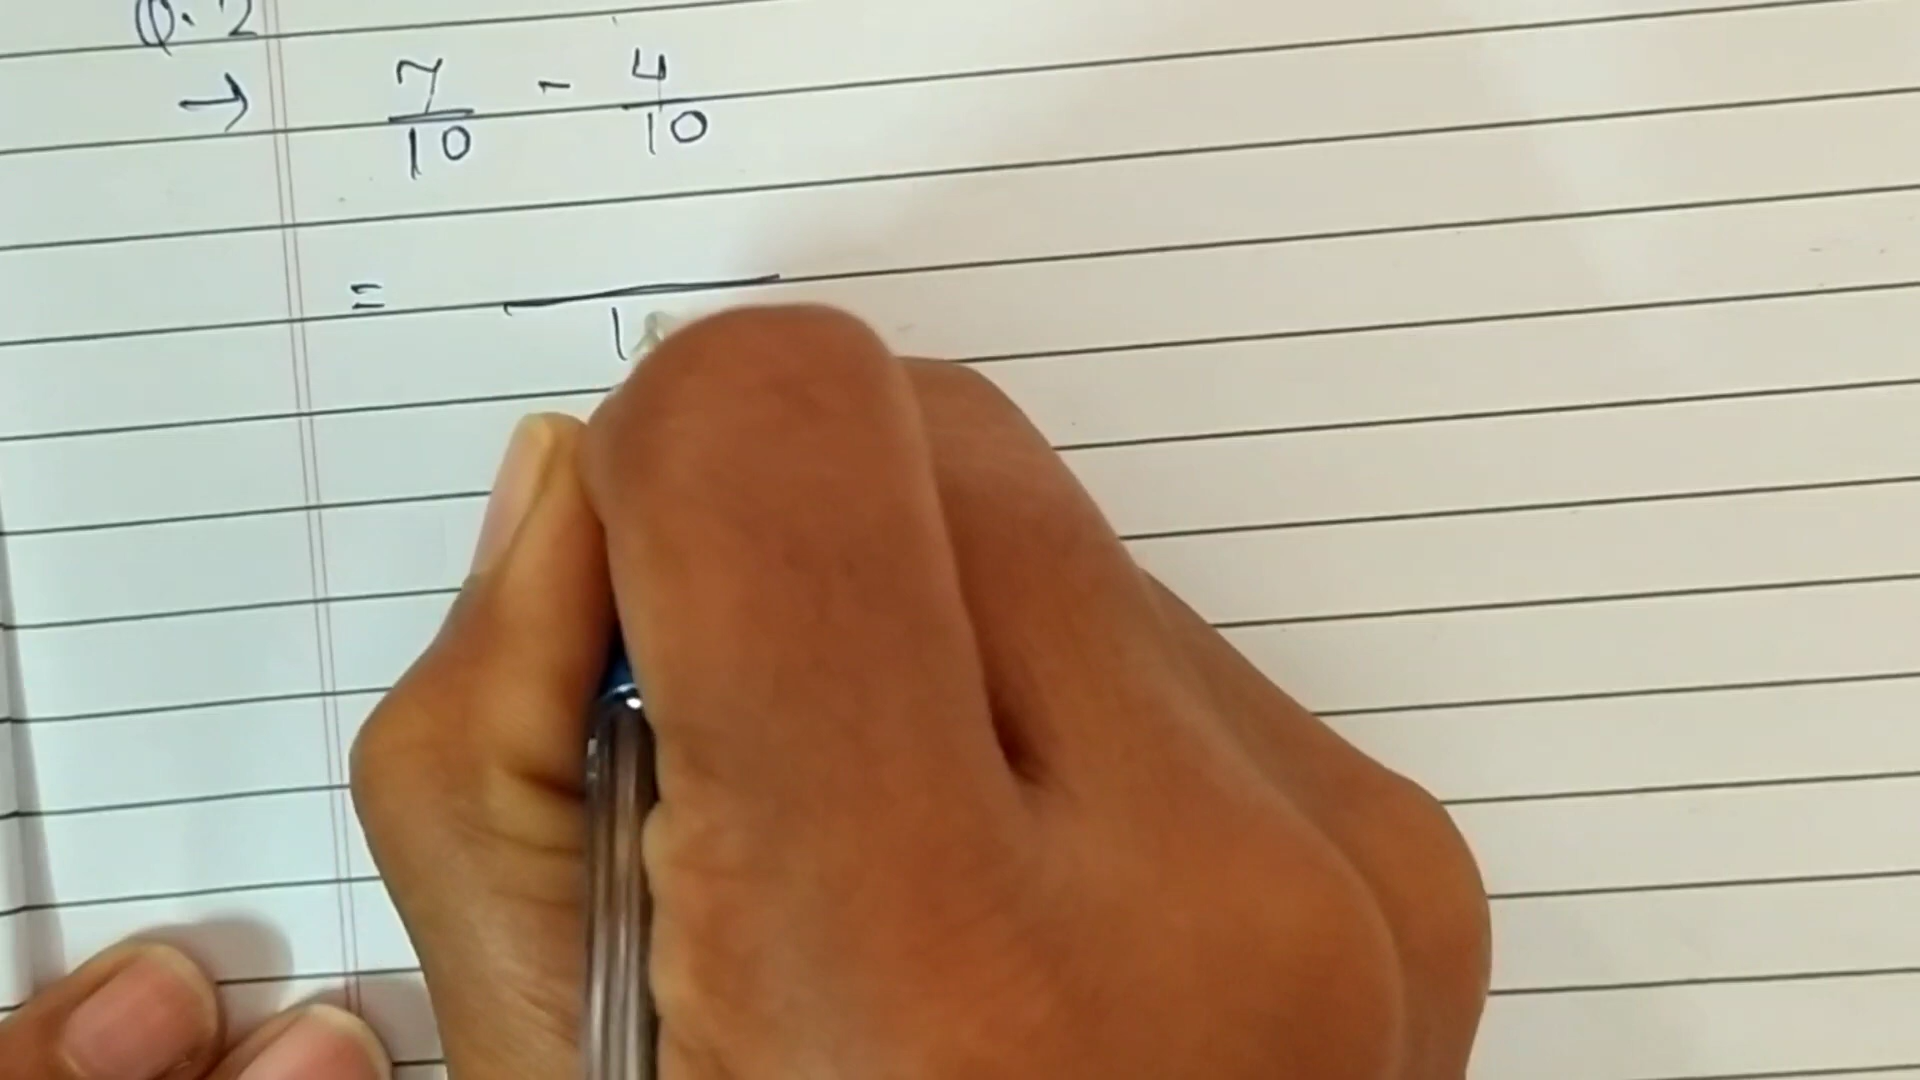 Q. 2
→ 7/10 - 4/10
= /1